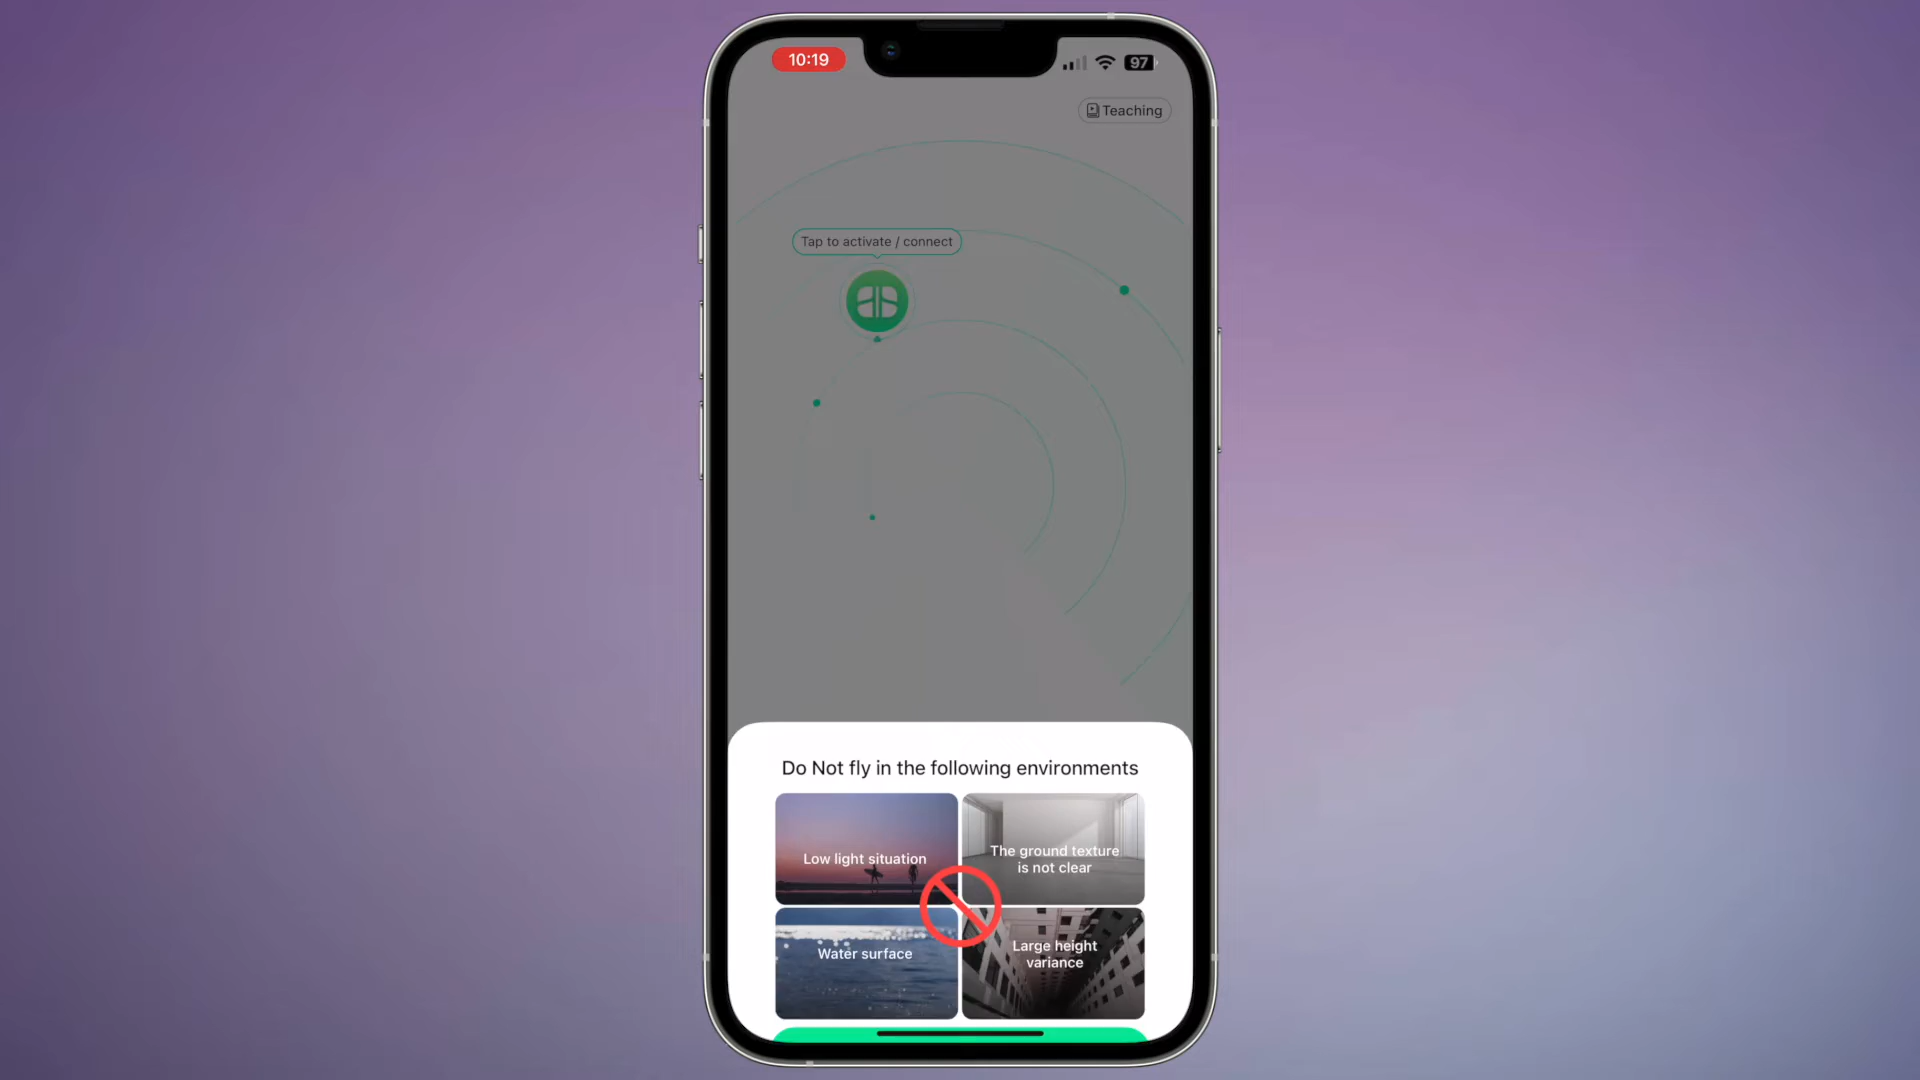 10:19
97
Teaching
Tap to activate / connect
Do Not fly in the following environments
Low light situation
The ground texture
is not clear
Water surface
Large height
variance